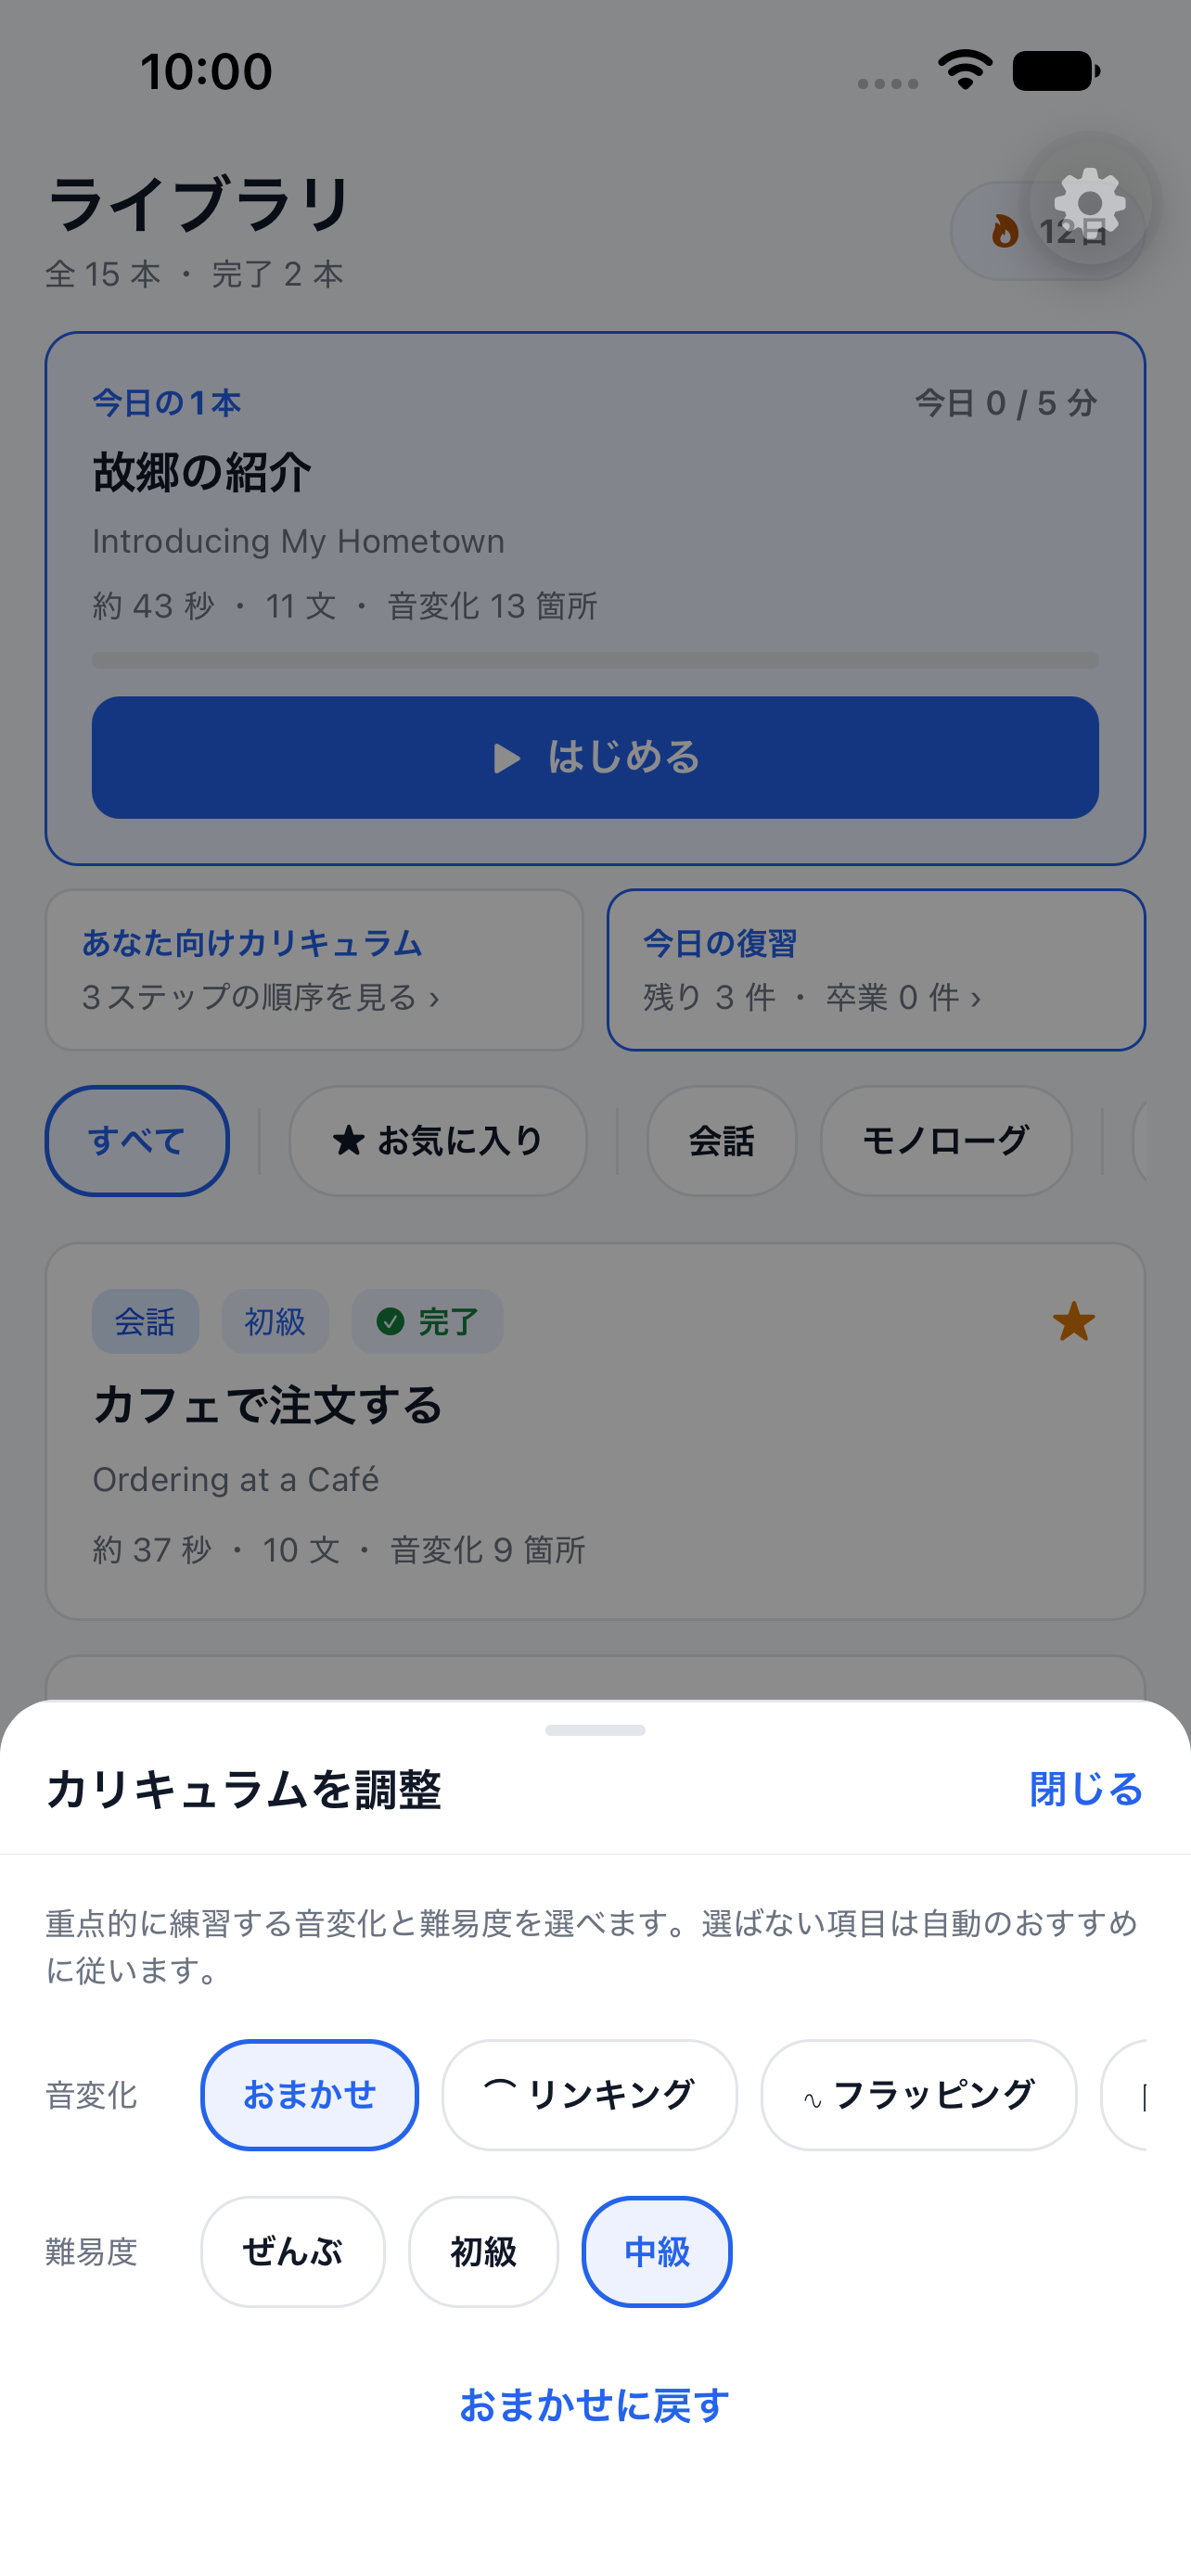 10:00
ライブラリ
12日
全 15 本 ・ 完了 2 本
今日の1本
今日 0 / 5 分
故郷の紹介
Introducing My Hometown
約 43 秒 ・ 11 文 ・ 音変化 13 箇所
はじめる
あなた向けカリキュラム
3ステップの順序を見る ›
今日の復習
残り 3 件 ・ 卒業 0 件 ›
すべて
★ お気に入り
会話
モノローグ
会話
初級
完了
カフェで注文する
Ordering at a Café
約 37 秒 ・ 10 文 ・ 音変化 9 箇所
カリキュラムを調整
閉じる
重点的に練習する音変化と難易度を選べます。選ばない項目は自動のおすすめ
に従います。
音変化
おまかせ
⁀ リンキング
∿ フラッピング
難易度
ぜんぶ
初級
中級
おまかせに戻す